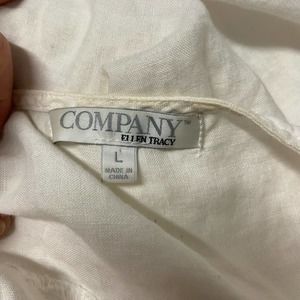 COMPANY™
ELLEN TRACY
L
MADE IN
CHINA